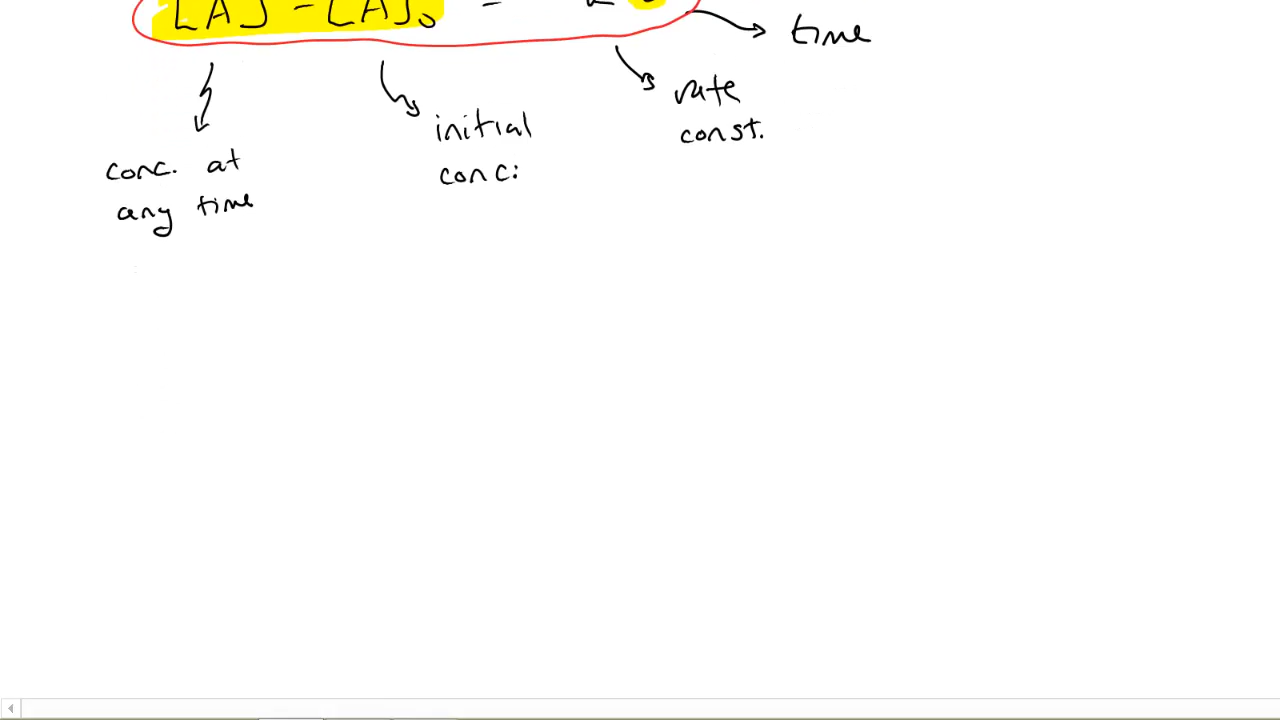 [A] - [A]₀ =
time
rate
const.
initial
conc:
conc. at
any time